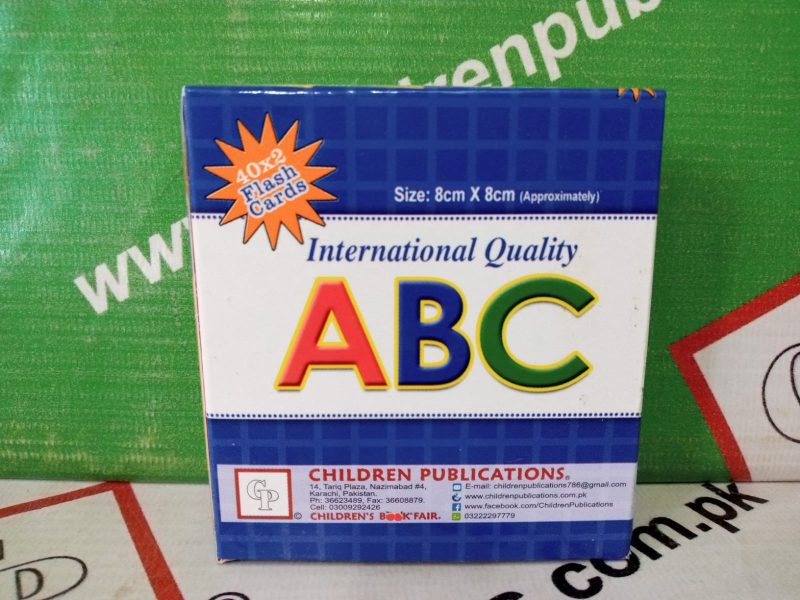 drenpub
www.
40x2
Flash
Cards
Size: 8cm X 8cm (Approximately)
International Quality
ABC
CP
CHILDREN PUBLICATIONS®
14, Tariq Plaza, Nazimabad #4,
Karachi, Pakistan.
Ph: 36623489, Fax: 36608879,
Cell: 03009292426
© CHILDREN'S BOOK FAIR.
E-mail: childrenpublications786@gmail.com
www.childrenpublications.com.pk
www.facebook.com/ChildrenPublications
03222297779
.com.pk
D